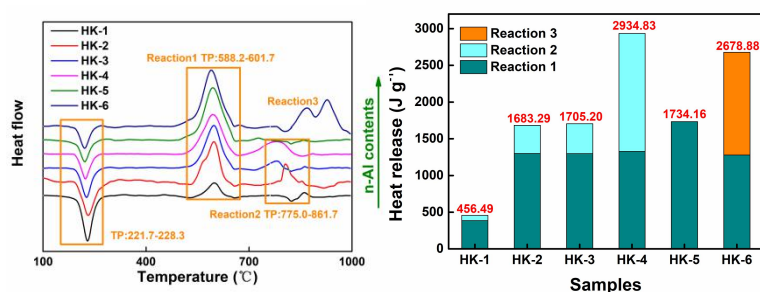 HK-1
HK-2
HK-3
HK-4
HK-5
HK-6
Reaction1 TP:588.2-601.7
Reaction3
Reaction2 TP:775.0-861.7
TP:221.7-228.3
Heat flow
n-Al contents
100
400
700
1000
Temperature (℃)
Reaction 3
Reaction 2
Reaction 1
3000
2500
2000
1500
1000
500
0
Heat release (J g⁻¹)
456.49
1683.29
1705.20
2934.83
1734.16
2678.88
HK-1
HK-2
HK-3
HK-4
HK-5
HK-6
Samples